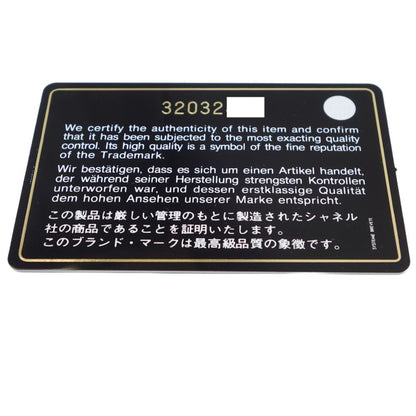 32032
We certify the authenticity of this item and confirm
that it has been subjected to the most exacting quality
control. Its high quality is a symbol of the fine reputation
of the Trademark.
Wir bestätigen, dass es sich um einen Artikel handelt,
der während seiner Herstellung strengsten Kontrollen
unterworfen war, und dessen erstklassige Qualität
dem hohen Ansehen unserer Marke entspricht.
この製品は厳しい管理のもとに製造されたシャネル
社の商品であることを証明いたします。
このブランド・マークは最高級品質の象徴です。